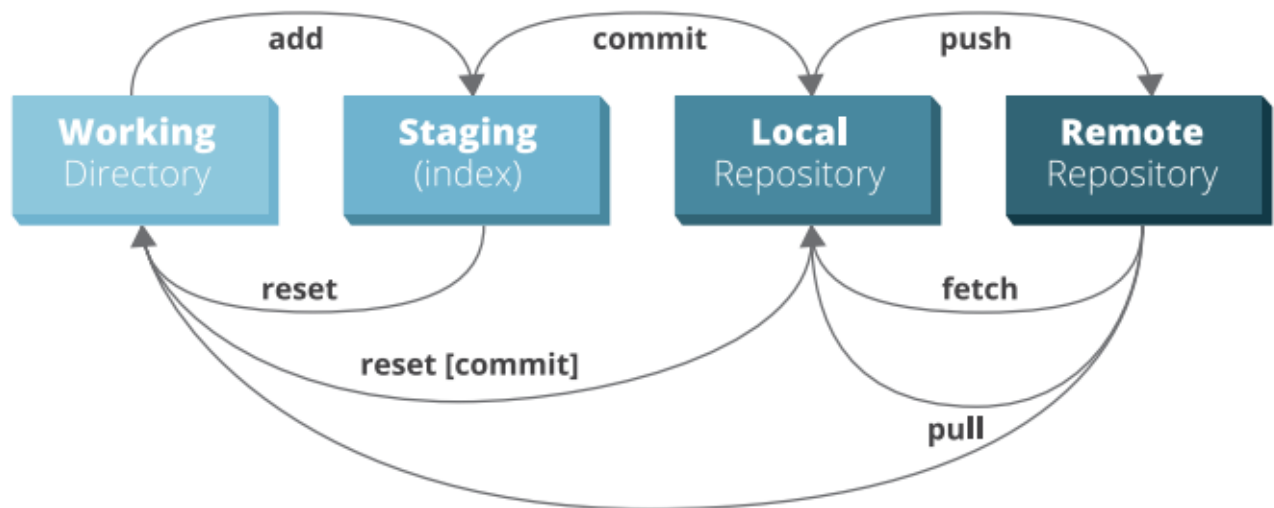 add
commit
push
Working
Directory
Staging
(index)
Local
Repository
Remote
Repository
reset
fetch
reset [commit]
pull